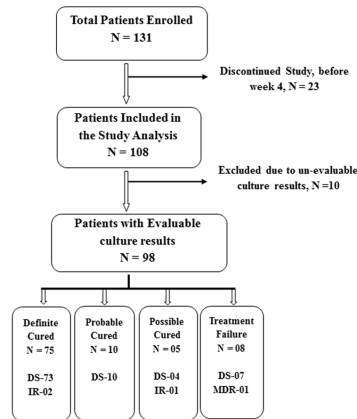 Total Patients Enrolled
N = 131
Discontinued Study, before
week 4, N = 23
Patients Included in
the Study Analysis
N = 108
Excluded due to un-evaluable
culture results, N =10
Patients with Evaluable
culture results
N = 98
Definite
Cured
N = 75
DS-73
IR-02
Probable
Cured
N = 10
DS-10
Possible
Cured
N = 05
DS-04
IR-01
Treatment
Failure
N = 08
DS-07
MDR-01